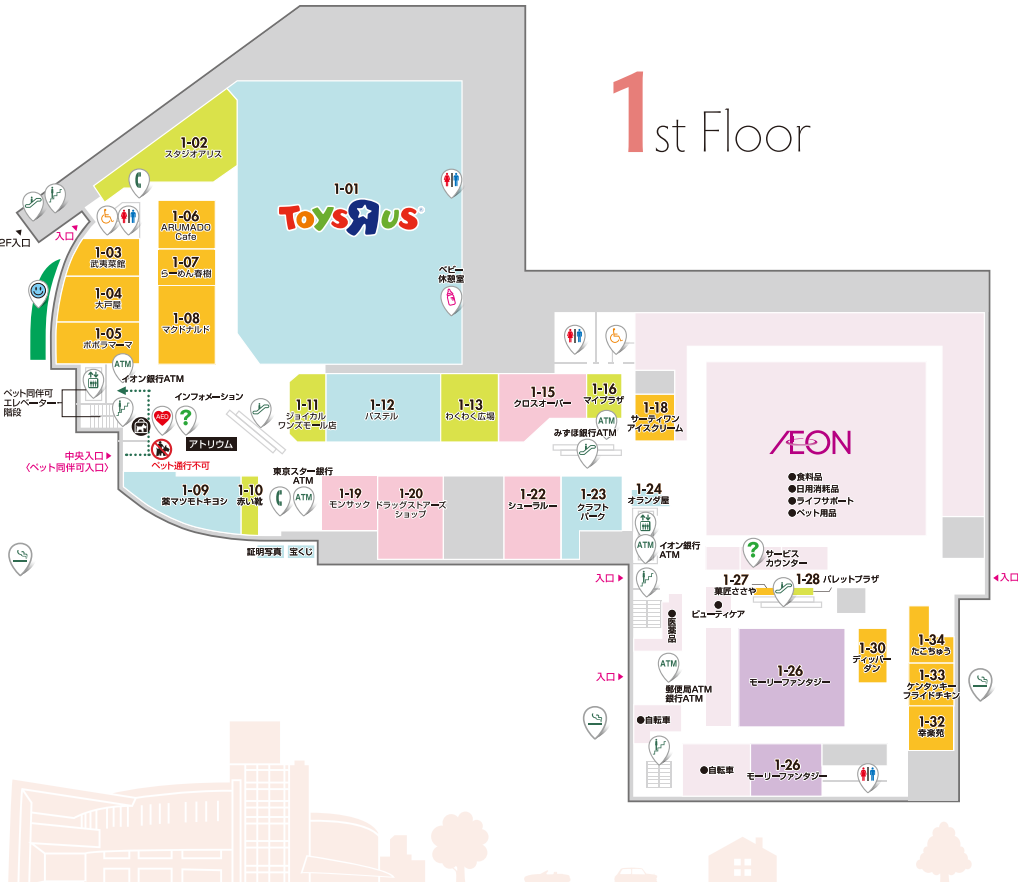 1st Floor
1-02
スタジオアリス
1-01
TOYSЯUS
®
ベビー
休憩室
2F入口
入口
1-06
ARUMADO
Cafe
1-03
武夷菜館
1-07
らーめん春樹
1-04
大戸屋
1-08
マクドナルド
1-05
ポポラマーマ
ATM
イオン銀行ATM
ペット同伴可
エレベーター
階段
インフォメーション
AED
?
アトリウム
中央入口
〈ペット同伴可入口〉
ペット通行不可
1-11
ジョイカル
ワンズモール店
1-12
パステル
1-13
わくわく広場
1-15
クロスオーバー
1-16
マイプラザ
ATM
みずほ銀行ATM
1-18
サーティワン
アイスクリーム
AEON
●食料品
●日用消耗品
●ライフサポート
●ペット用品
東京スター銀行
ATM
ATM
1-09
薬マツモトキヨシ
1-10
赤い靴
1-19
モンサック
1-20
ドラッグストアーズ
ショップ
1-22
シューラルー
1-23
クラフト
パーク
1-24
オランダ屋
証明写真
宝くじ
ATM
イオン銀行
ATM
?
サービス
カウンター
入口
入口
1-27
菓匠ささや
1-28
パレットプラザ
●
ビューティケア
●医薬品
1-26
モーリーファンタジー
1-30
ディッパー
ダン
1-34
たこちゅう
1-33
ケンタッキー
フライドチキン
1-32
幸楽苑
入口
ATM
郵便局ATM
銀行ATM
●自転車
●自転車
1-26
モーリーファンタジー